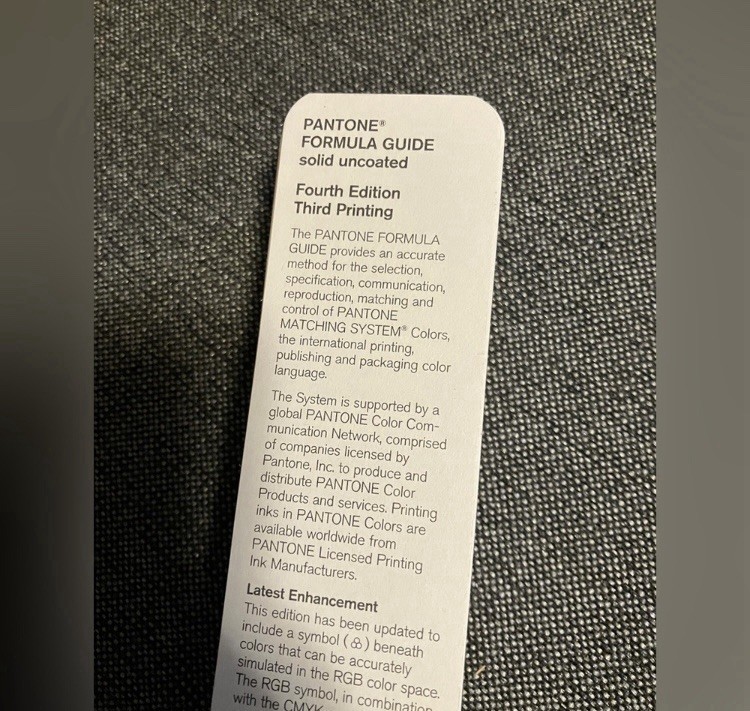 PANTONE®
FORMULA GUIDE
solid uncoated
Fourth Edition
Third Printing
The PANTONE FORMULA
GUIDE provides an accurate
method for the selection,
specification, communication,
reproduction, matching and
control of PANTONE
MATCHING SYSTEM® Colors,
the international printing,
publishing and packaging color
language.
The System is supported by a
global PANTONE Color Com-
munication Network, comprised
of companies licensed by
Pantone, Inc. to produce and
distribute PANTONE Color
Products and services. Printing
inks in PANTONE Colors are
available worldwide from
PANTONE Licensed Printing
Ink Manufacturers.
Latest Enhancement
This edition has been updated to
include a symbol (ஃ) beneath
colors that can be accurately
simulated in the RGB color space.
The RGB symbol, in combination
with the CMYK